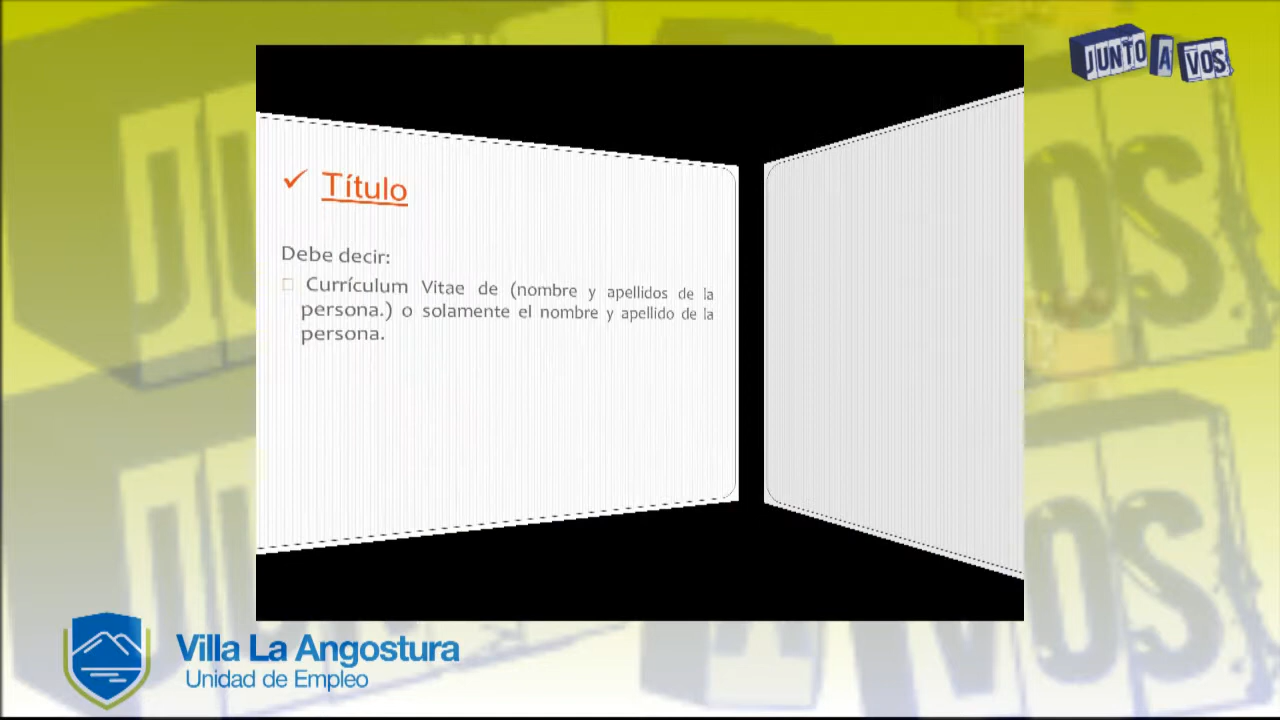 JUNTO A VOS
Título
Debe decir:
Currículum Vitae de (nombre y apellidos de la
persona.) o solamente el nombre y apellido de la
persona.
Villa La Angostura
Unidad de Empleo